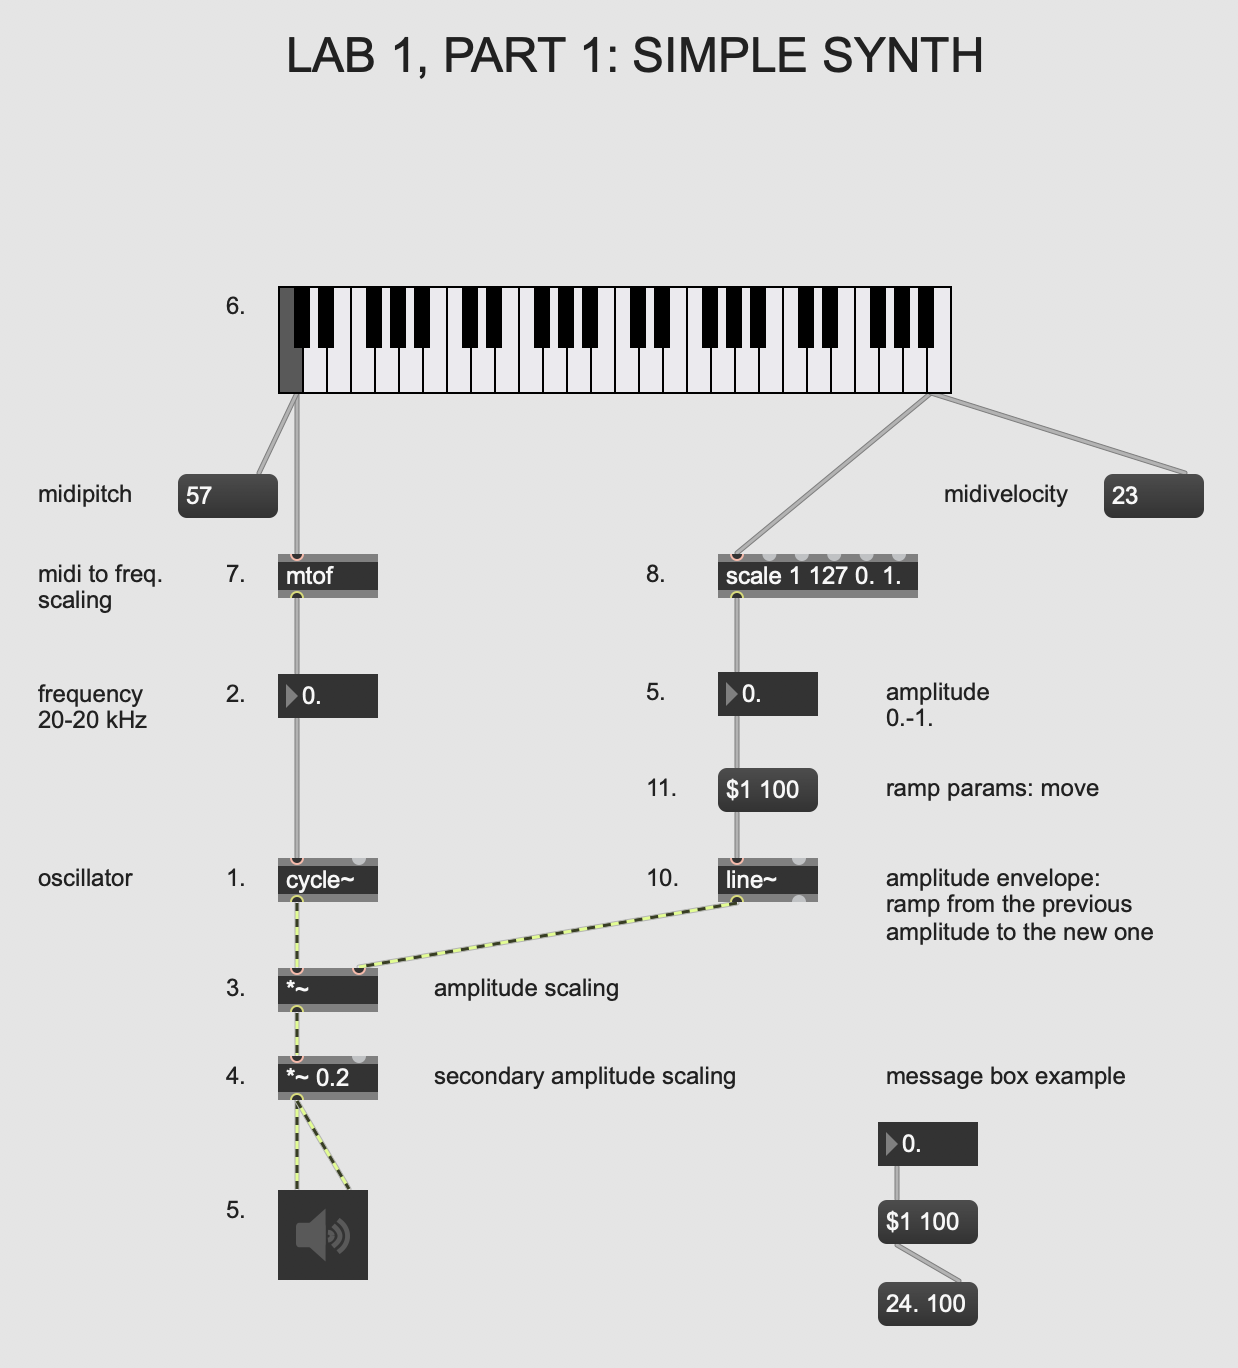 LAB 1, PART 1: SIMPLE SYNTH
6.
midipitch
57
midivelocity
23
midi to freq.
scaling
7.
mtof
8.
scale 1 127 0. 1.
frequency
20-20 kHz
2.
0.
5.
0.
amplitude
0.-1.
11.
$1 100
ramp params: move
oscillator
1.
cycle~
10.
line~
amplitude envelope:
ramp from the previous
amplitude to the new one
3.
*~
amplitude scaling
4.
*~ 0.2
secondary amplitude scaling
message box example
0.
5.
$1 100
24. 100